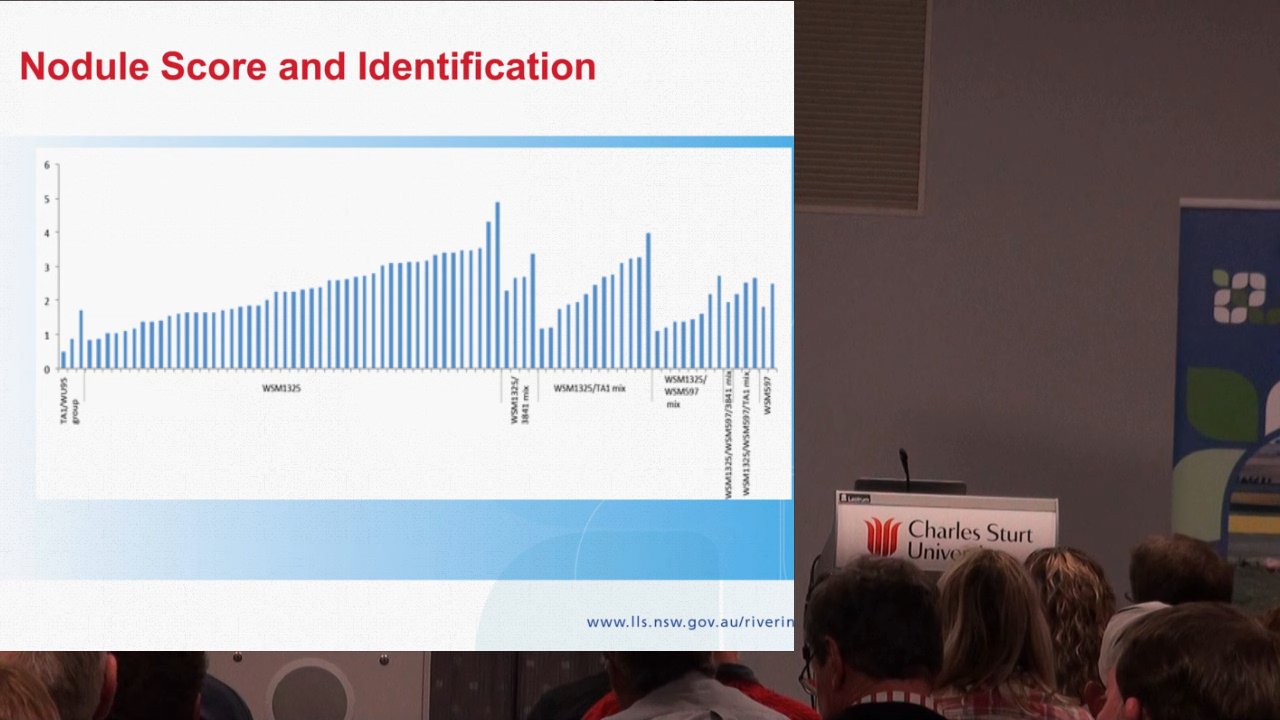 Nodule Score and Identification
6
5
4
3
2
1
0
TA1/WU95
group
WSM1325
WSM1325/
3841 mix
WSM1325/TA1 mix
WSM1325/
WSM597
mix
WSM1325/WSM597/3841 mix
WSM1325/WSM597/TA1 mix
WSM597
www.lls.nsw.gov.au/riverin
Lectrum
Charles Sturt
Univer